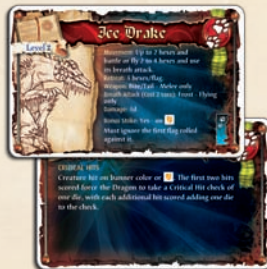 Ice Drake
Level 2
Movement: Up to 2 hexes and
battle or fly 2 to 4 hexes and use
its breath attack.
Retreat: 3 hexes/flag.
Weapon: Bite/Tail - Melee only
Breath Attack (cost 2 turns): Front - Flying
only
Damage: 3d
Bonus Strike: Yes - on
Must ignore the first flag rolled
against it.
CRITICAL HITS
Creature hit on banner color or . The first two hits
scored force the Dragon to take a Critical Hit check of
one die, with each additional hit scored adding one die
to the check.